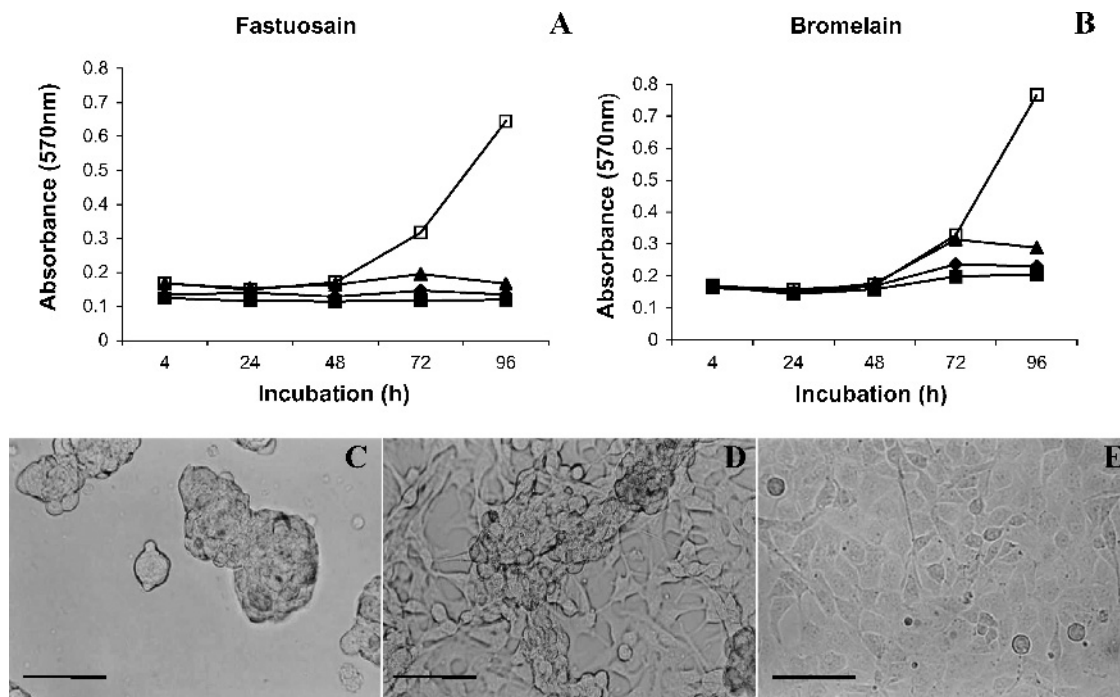 Fastuosain
A
Absorbance (570nm)
0.8
0.7
0.6
0.5
0.4
0.3
0.2
0.1
0
4 24 48 72 96
Incubation (h)
Bromelain
B
Absorbance (570nm)
0.8
0.7
0.6
0.5
0.4
0.3
0.2
0.1
0
4 24 48 72 96
Incubation (h)
C
D
E